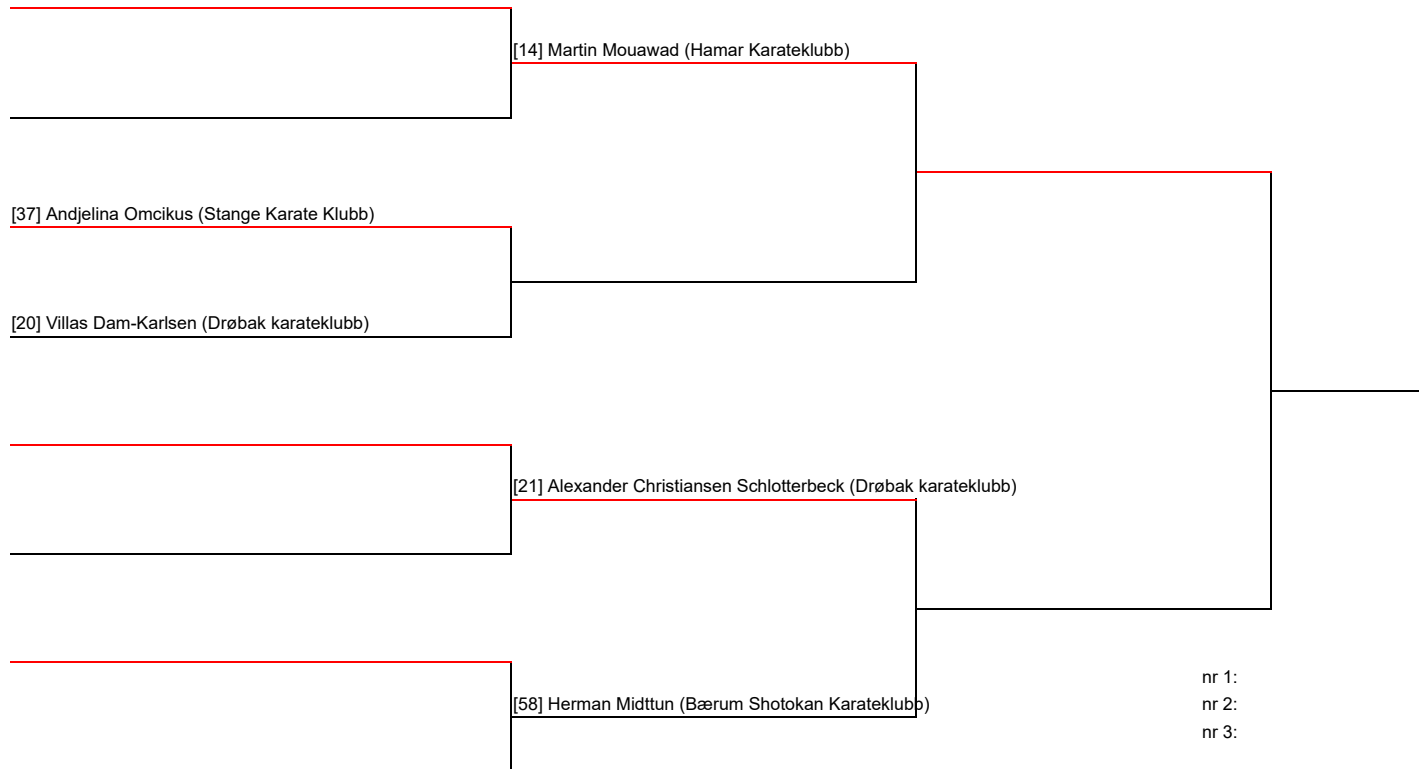 [14] Martin Mouawad (Hamar Karateklubb)
[37] Andjelina Omcikus (Stange Karate Klubb)
[20] Villas Dam-Karlsen (Drøbak karateklubb)
[21] Alexander Christiansen Schlotterbeck (Drøbak karateklubb)
[58] Herman Midttun (Bærum Shotokan Karateklubb)
nr 1:
nr 2:
nr 3: